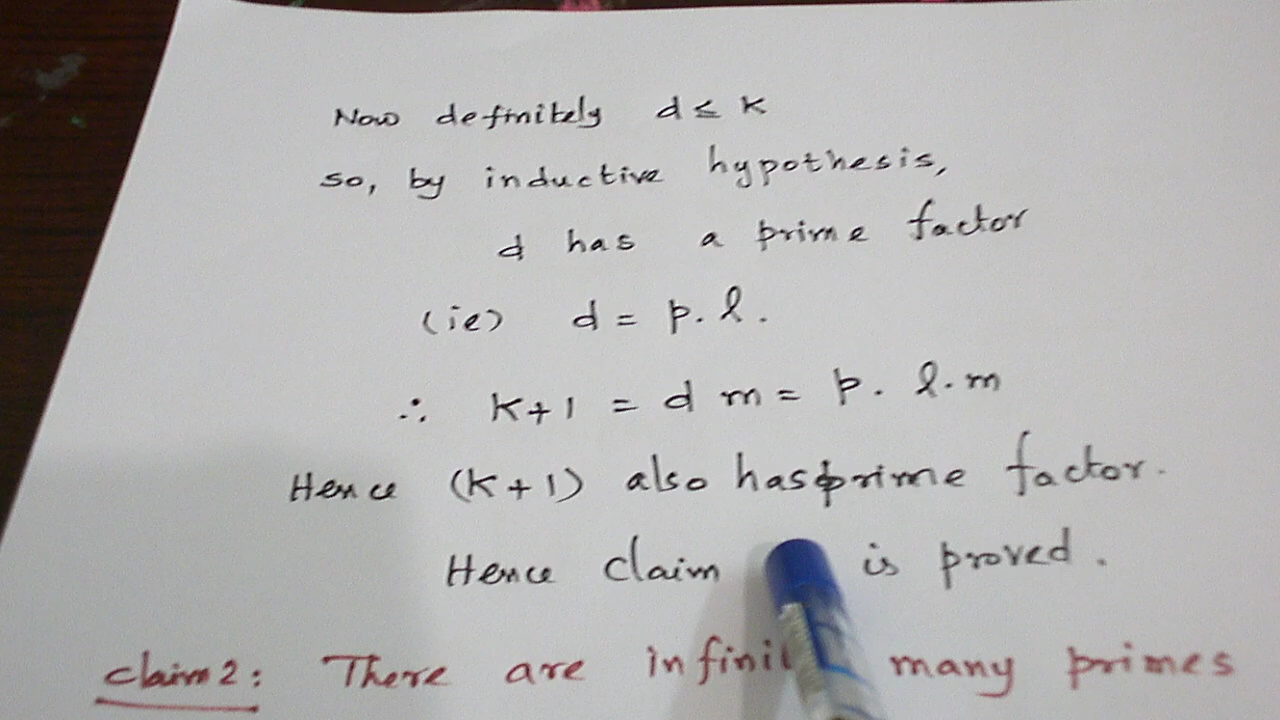 Now definitely d ≤ K
so, by inductive hypothesis,
d has a prime factor
(ie) d = p. l.
∴ K+1 = d m = p. l. m
Hence (K+1) also has prime factor.
Hence claim is proved.
claim 2: There are many primes